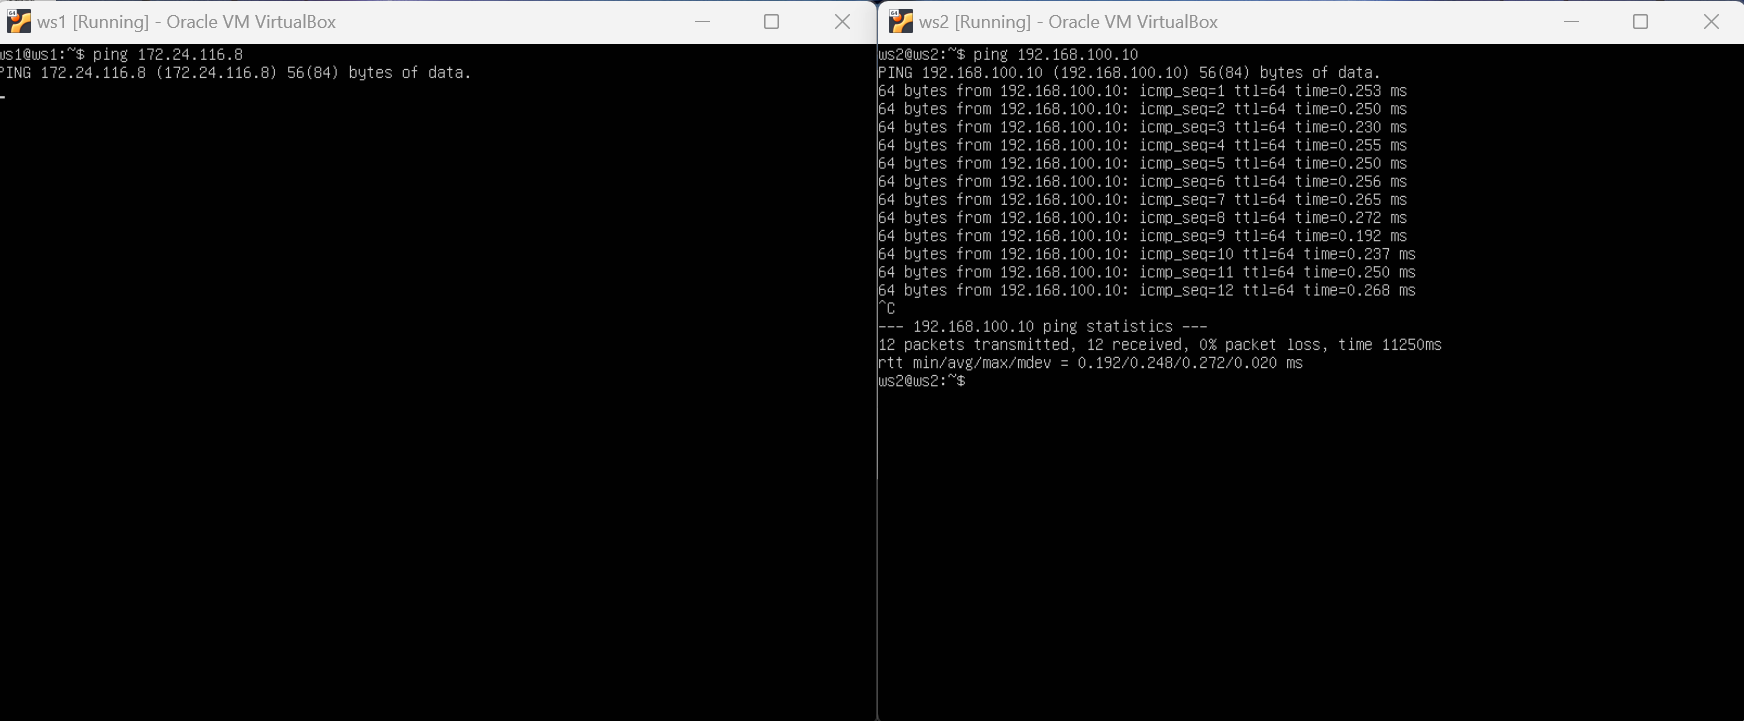 ws1 [Running] - Oracle VM VirtualBox
ws1@ws1:~$ ping 172.24.116.8
PING 172.24.116.8 (172.24.116.8) 56(84) bytes of data.
ws2 [Running] - Oracle VM VirtualBox
ws2@ws2:~$ ping 192.168.100.10
PING 192.168.100.10 (192.168.100.10) 56(84) bytes of data.
64 bytes from 192.168.100.10: icmp_seq=1 ttl=64 time=0.253 ms
64 bytes from 192.168.100.10: icmp_seq=2 ttl=64 time=0.250 ms
64 bytes from 192.168.100.10: icmp_seq=3 ttl=64 time=0.230 ms
64 bytes from 192.168.100.10: icmp_seq=4 ttl=64 time=0.255 ms
64 bytes from 192.168.100.10: icmp_seq=5 ttl=64 time=0.250 ms
64 bytes from 192.168.100.10: icmp_seq=6 ttl=64 time=0.256 ms
64 bytes from 192.168.100.10: icmp_seq=7 ttl=64 time=0.265 ms
64 bytes from 192.168.100.10: icmp_seq=8 ttl=64 time=0.272 ms
64 bytes from 192.168.100.10: icmp_seq=9 ttl=64 time=0.192 ms
64 bytes from 192.168.100.10: icmp_seq=10 ttl=64 time=0.237 ms
64 bytes from 192.168.100.10: icmp_seq=11 ttl=64 time=0.250 ms
64 bytes from 192.168.100.10: icmp_seq=12 ttl=64 time=0.268 ms
^C
--- 192.168.100.10 ping statistics ---
12 packets transmitted, 12 received, 0% packet loss, time 11250ms
rtt min/avg/max/mdev = 0.192/0.248/0.272/0.020 ms
ws2@ws2:~$